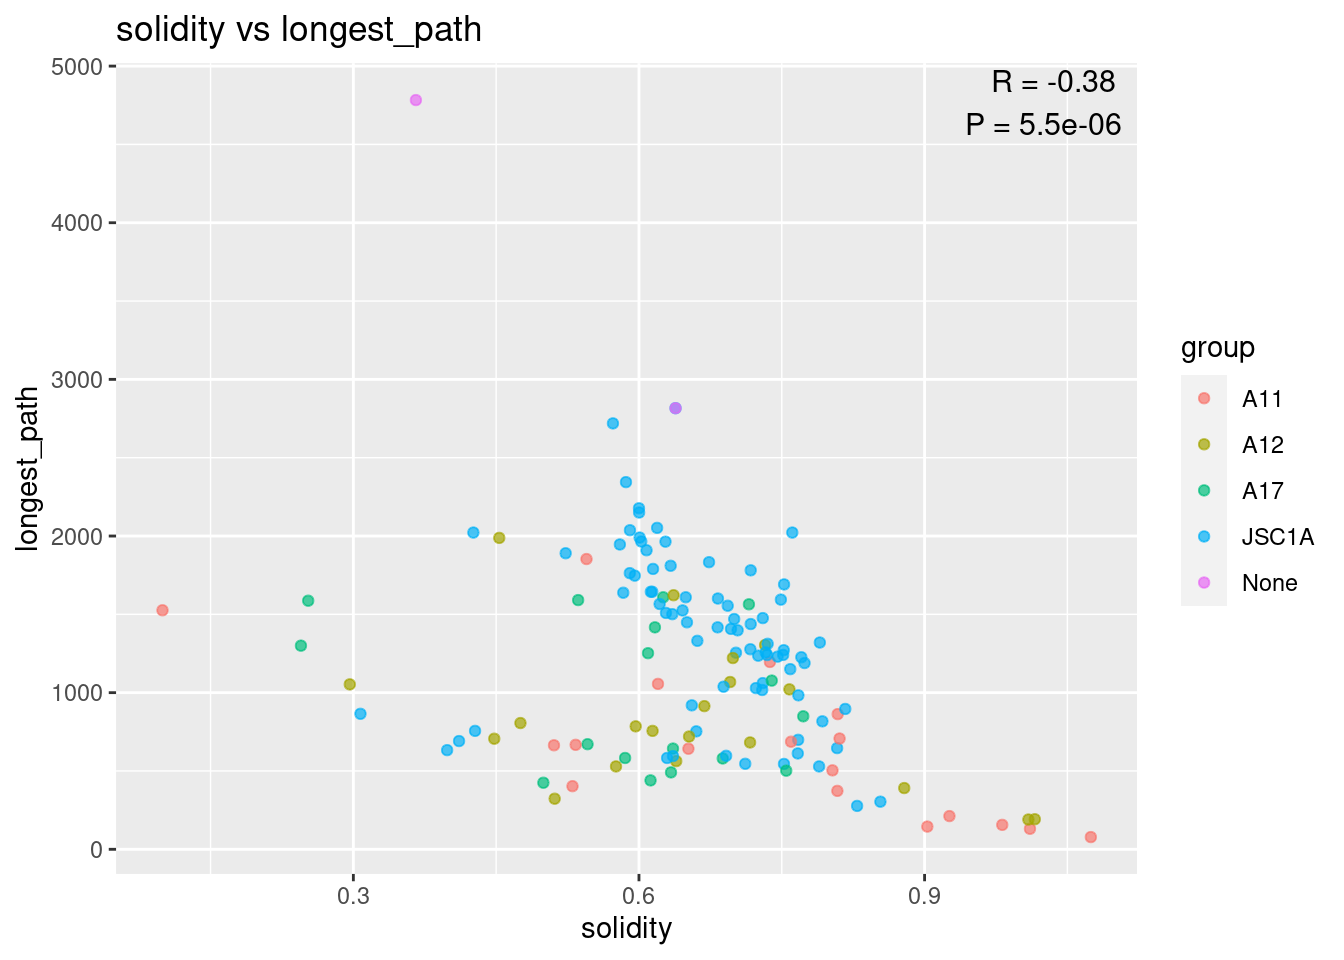 solidity vs longest_path
R = -0.38
P = 5.5e-06
5000
4000
3000
2000
1000
0
longest_path
0.3
0.6
0.9
solidity
group
A11
A12
A17
JSC1A
None